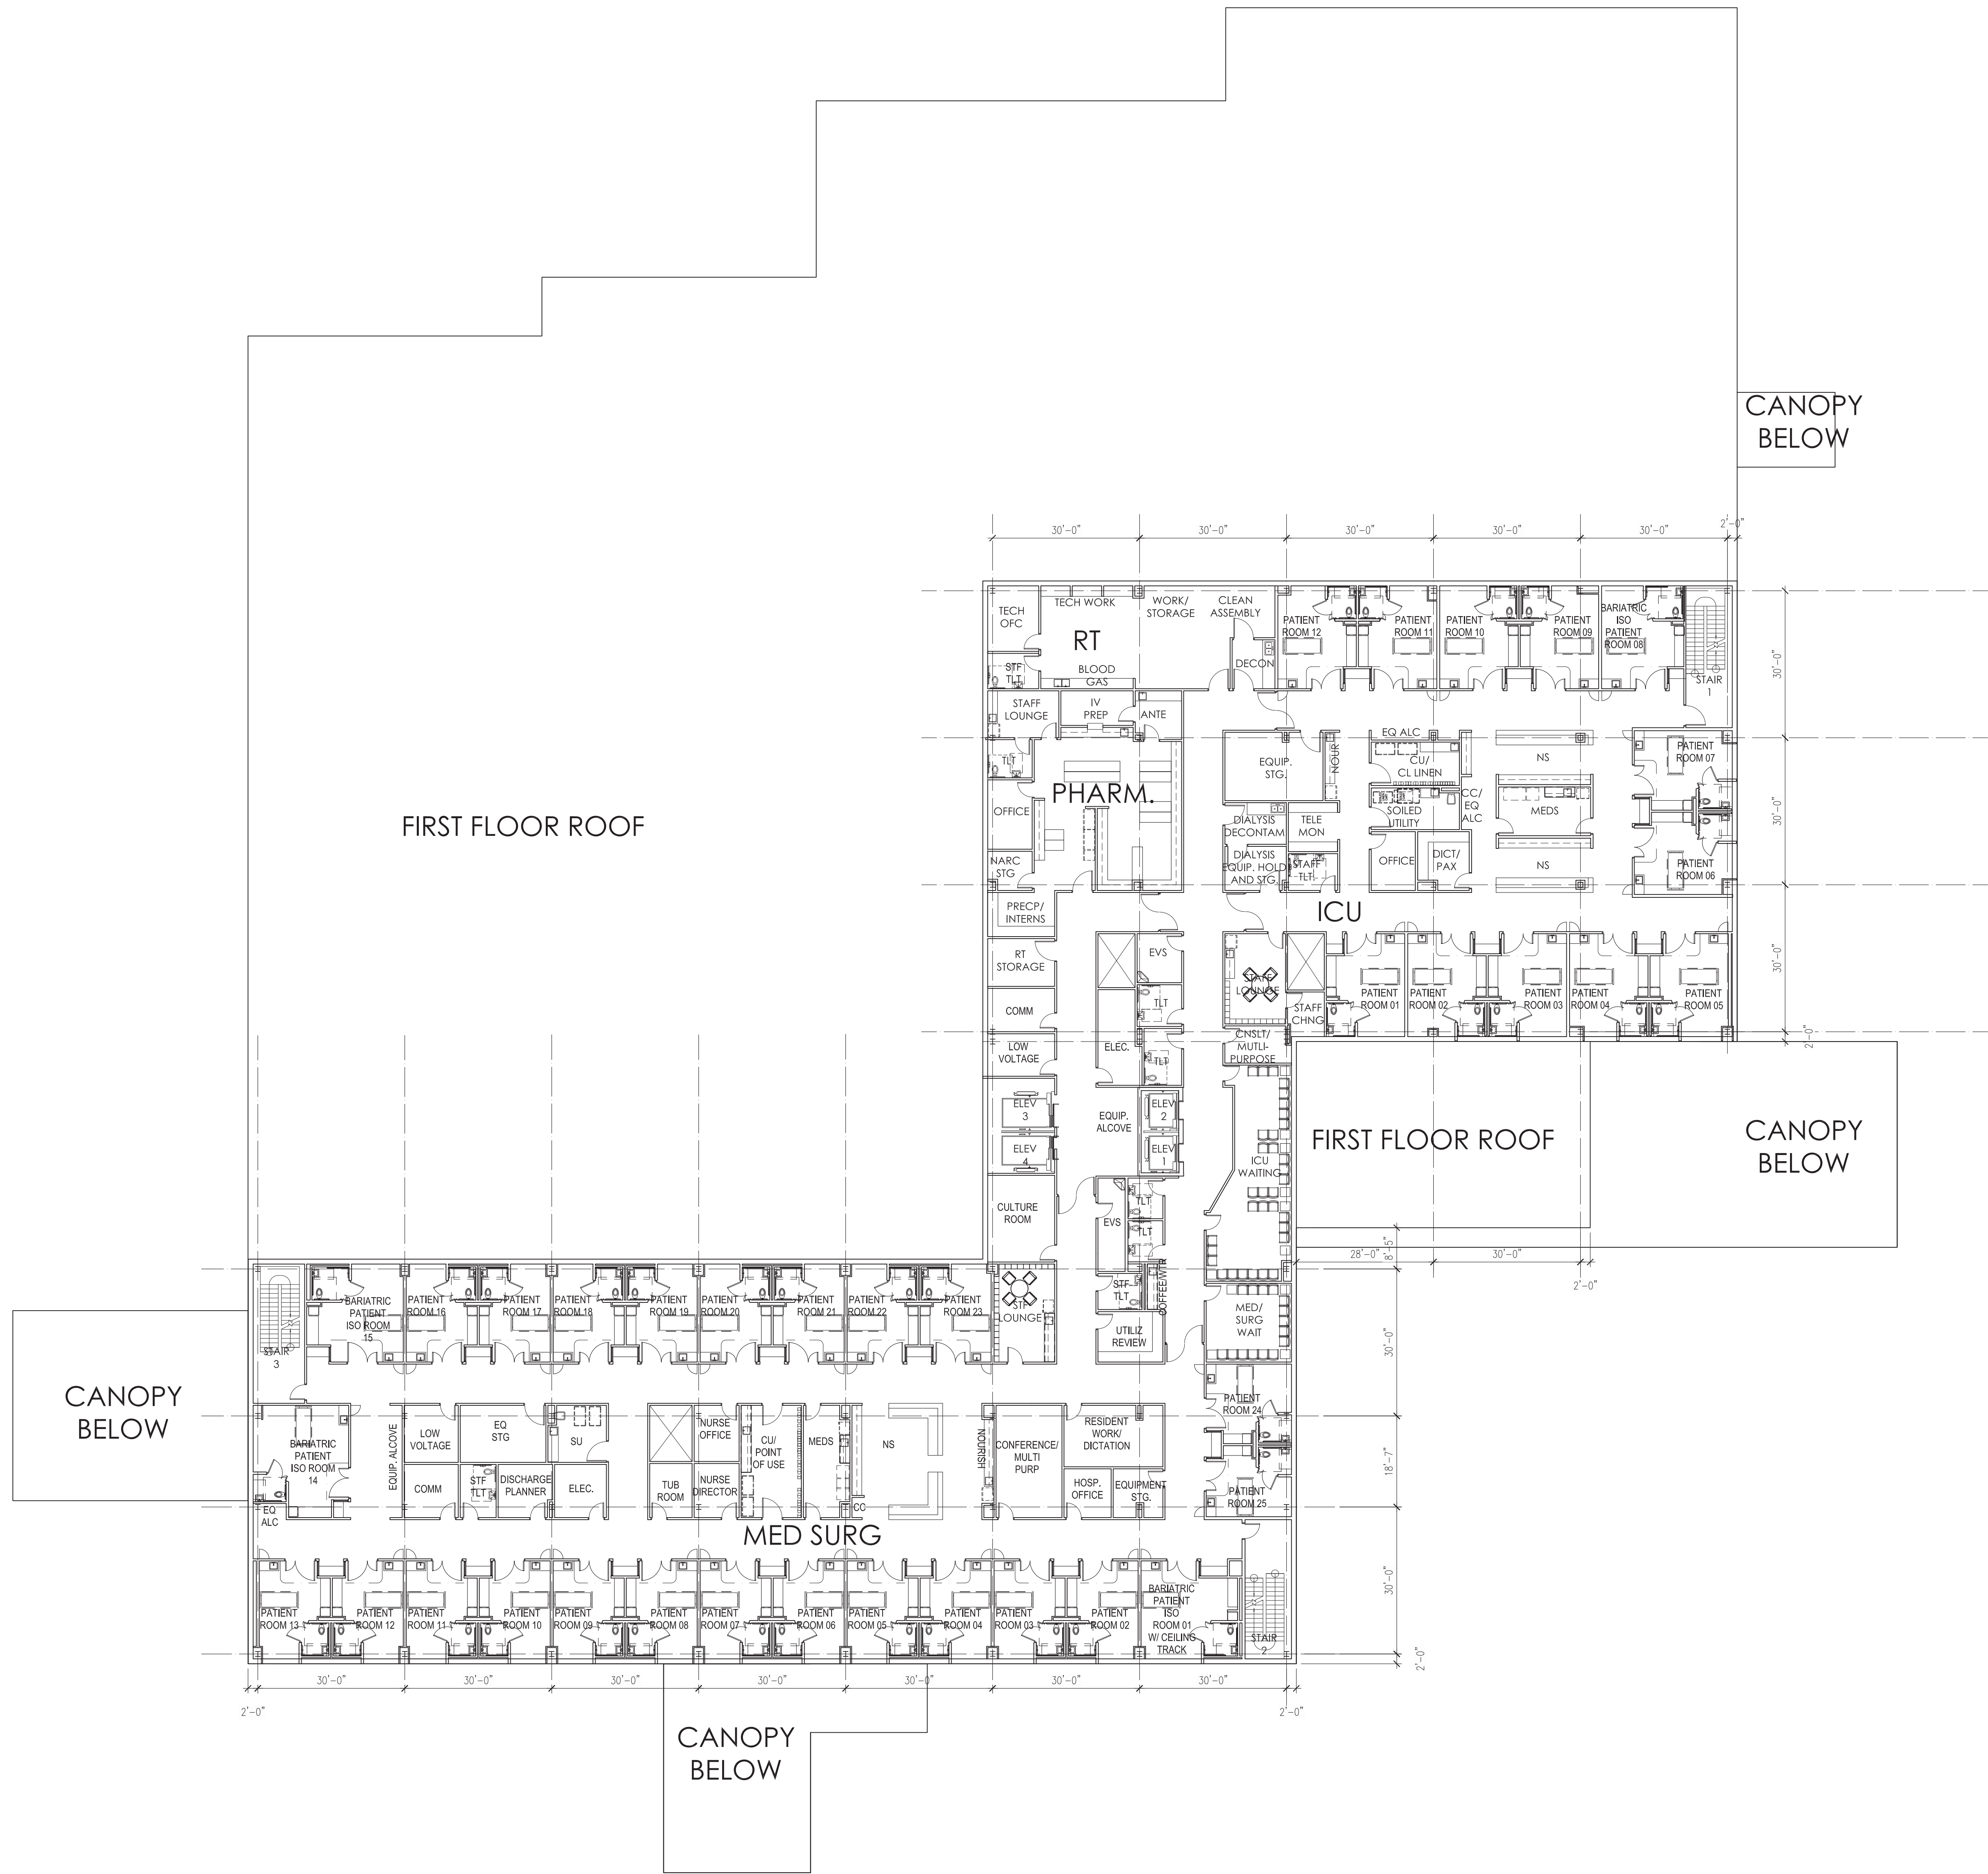 CANOPY
BELOW
30'-0"
30'-0"
30'-0"
30'-0"
30'-0"
2'-0"
TECH
OFC
TECH WORK
WORK/
STORAGE
CLEAN
ASSEMBLY
RT
STF
TLT
BLOOD
GAS
DECON
PATIENT
ROOM 12
PATIENT
ROOM 11
PATIENT
ROOM 10
PATIENT
ROOM 09
BARIATRIC
ISO
PATIENT
ROOM 08
STAIR
1
30'-0"
STAFF
LOUNGE
IV
PREP
ANTE
TLT
EQUIP.
STG.
NOUR
EQ ALC
CU/
CL LINEN
NS
PATIENT
ROOM 07
FIRST FLOOR ROOF
PHARM.
OFFICE
DIALYSIS
DECONTAM
TELE
MON
SOILED
UTILITY
CC/
EQ
ALC
MEDS
30'-0"
NARC
STG
DIALYSIS
EQUIP. HOLD
AND STG.
STAFF
TLT
OFFICE
DICT/
PAX
NS
PATIENT
ROOM 06
PRECP/
INTERNS
ICU
RT
STORAGE
EVS
STAFF
LOUNGE
30'-0"
COMM
TLT
STAFF
CHNG
PATIENT
ROOM 01
PATIENT
ROOM 02
PATIENT
ROOM 03
PATIENT
ROOM 04
PATIENT
ROOM 05
2'-0"
LOW
VOLTAGE
ELEC.
TLT
CNSLT/
MUTLI-
PURPOSE
ELEV
3
EQUIP.
ALCOVE
ELEV
2
ELEV
4
ELEV
1
ICU
WAITING
FIRST FLOOR ROOF
CANOPY
BELOW
CULTURE
ROOM
EVS
TLT
TLT
28'-0"
8'-5"
30'-0"
2'-0"
STF
LOUNGE
STF
TLT
COFFEE/WTR
UTILIZ
REVIEW
MED/
SURG
WAIT
30'-0"
STAIR
3
BARIATRIC
PATIENT
ISO ROOM
15
PATIENT
ROOM 16
PATIENT
ROOM 17
PATIENT
ROOM 18
PATIENT
ROOM 19
PATIENT
ROOM 20
PATIENT
ROOM 21
PATIENT
ROOM 22
PATIENT
ROOM 23
CANOPY
BELOW
PATIENT
ROOM 24
BARIATRIC
PATIENT
ISO ROOM
14
EQUIP. ALCOVE
LOW
VOLTAGE
EQ
STG
SU
NURSE
OFFICE
CU/
POINT
OF USE
MEDS
NS
NOURISH
CONFERENCE/
MULTI
PURP
RESIDENT
WORK/
DICTATION
18'-7"
EQ
ALC
COMM
STF
TLT
DISCHARGE
PLANNER
ELEC.
TUB
ROOM
NURSE
DIRECTOR
CC
HOSP.
OFFICE
EQUIPMENT
STG.
PATIENT
ROOM 25
MED SURG
PATIENT
ROOM 13
PATIENT
ROOM 12
PATIENT
ROOM 11
PATIENT
ROOM 10
PATIENT
ROOM 09
PATIENT
ROOM 08
PATIENT
ROOM 07
PATIENT
ROOM 06
PATIENT
ROOM 05
PATIENT
ROOM 04
PATIENT
ROOM 03
PATIENT
ROOM 02
BARIATRIC
PATIENT
ISO
ROOM 01
W/ CEILING
TRACK
STAIR
2
30'-0"
2'-0"
2'-0"
30'-0"
30'-0"
30'-0"
30'-0"
30'-0"
30'-0"
30'-0"
2'-0"
CANOPY
BELOW